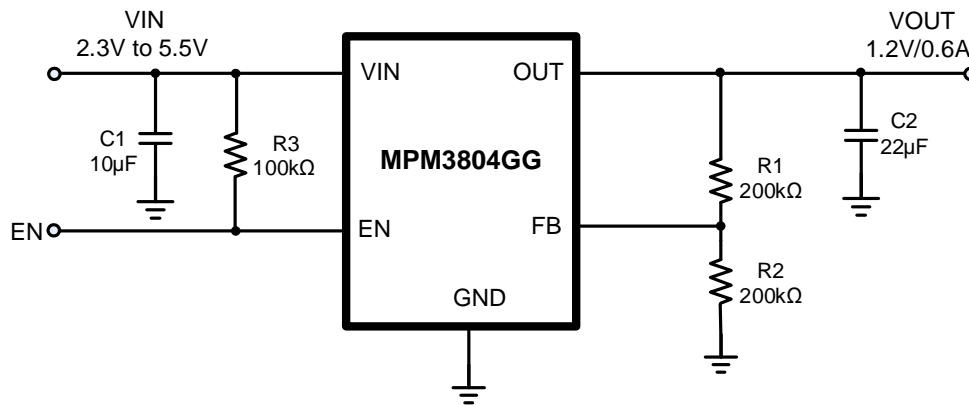 VIN
2.3V to 5.5V
VOUT
1.2V/0.6A
VIN
OUT
C1
10µF
R3
100kΩ
MPM3804GG
R1
200kΩ
C2
22µF
EN
EN
FB
R2
200kΩ
GND